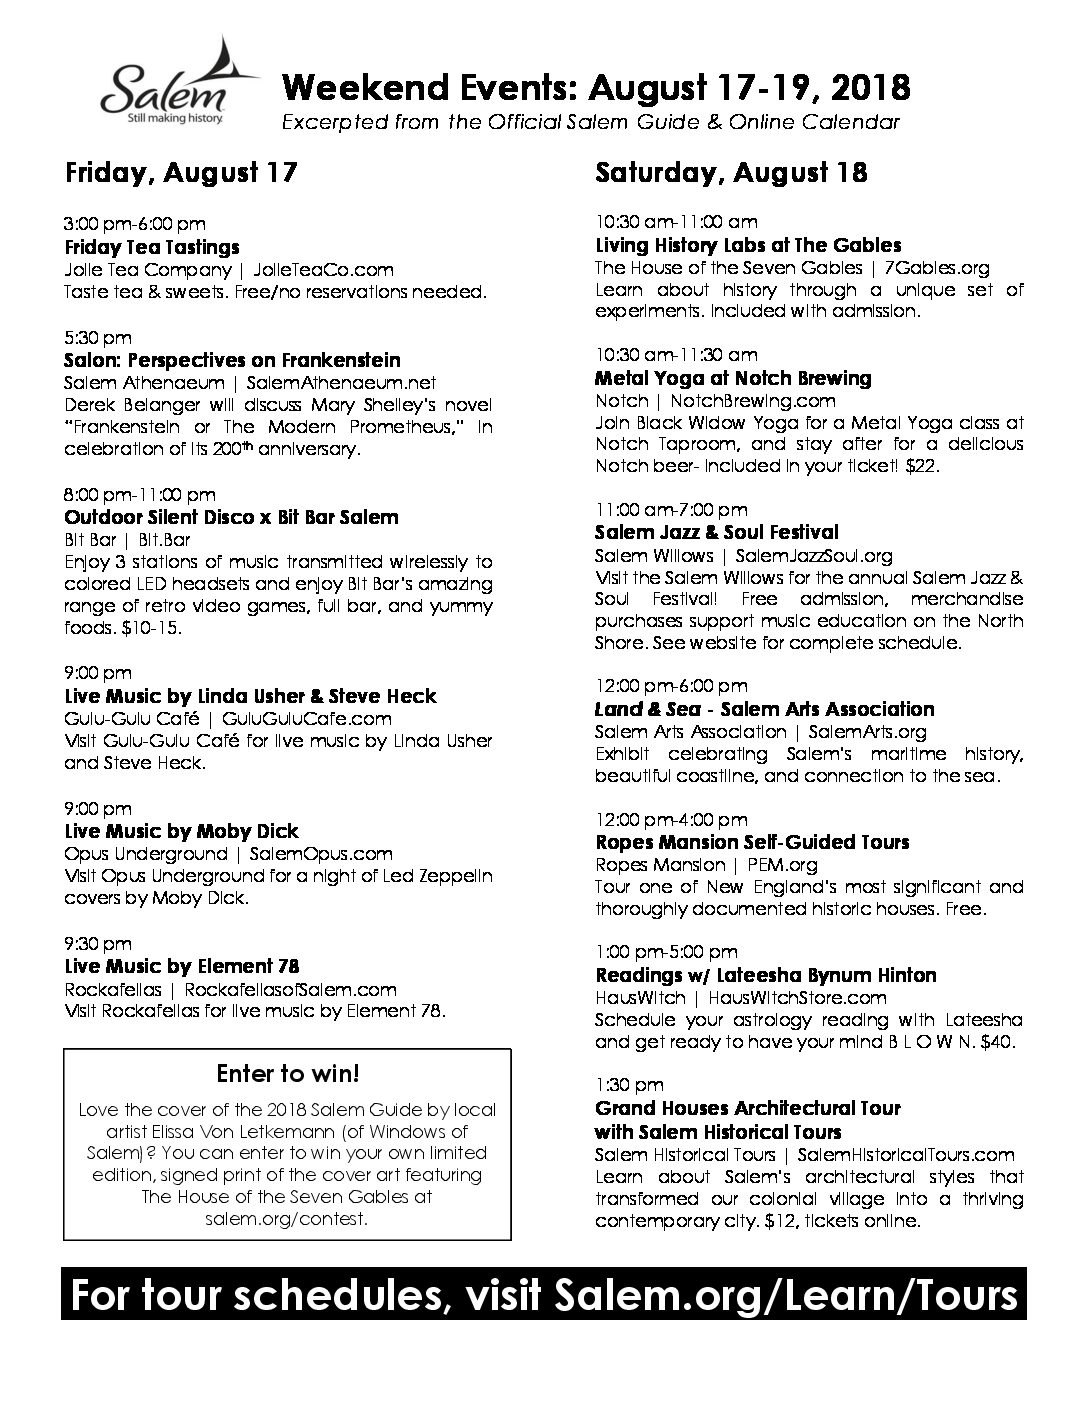 Salem
Still making history.
Weekend Events: August 17-19, 2018
Excerpted from the Official Salem Guide & Online Calendar
Friday, August 17
3:00 pm-6:00 pm
Friday Tea Tastings
Jolie Tea Company | JolieTeaCo.com
Taste tea & sweets. Free/no reservations needed.
5:30 pm
Salon: Perspectives on Frankenstein
Salem Athenaeum | SalemAthenaeum.net
Derek Belanger will discuss Mary Shelley's novel
“Frankenstein or The Modern Prometheus,” in
celebration of its 200th anniversary.
8:00 pm-11:00 pm
Outdoor Silent Disco x Bit Bar Salem
Bit Bar | Bit.Bar
Enjoy 3 stations of music transmitted wirelessly to
colored LED headsets and enjoy Bit Bar's amazing
range of retro video games, full bar, and yummy
foods. $10-15.
9:00 pm
Live Music by Linda Usher & Steve Heck
Gulu-Gulu Café | GuluGuluCafe.com
Visit Gulu-Gulu Café for live music by Linda Usher
and Steve Heck.
9:00 pm
Live Music by Moby Dick
Opus Underground | SalemOpus.com
Visit Opus Underground for a night of Led Zeppelin
covers by Moby Dick.
9:30 pm
Live Music by Element 78
Rockafellas | RockafellasofSalem.com
Visit Rockafellas for live music by Element 78.
Enter to win!
Love the cover of the 2018 Salem Guide by local
artist Elissa Von Letkemann (of Windows of
Salem)? You can enter to win your own limited
edition, signed print of the cover art featuring
The House of the Seven Gables at
salem.org/contest.
Saturday, August 18
10:30 am-11:00 am
Living History Labs at The Gables
The House of the Seven Gables | 7Gables.org
Learn about history through a unique set of
experiments. Included with admission.
10:30 am-11:30 am
Metal Yoga at Notch Brewing
Notch | NotchBrewing.com
Join Black Widow Yoga for a Metal Yoga class at
Notch Taproom, and stay after for a delicious
Notch beer- included in your ticket! $22.
11:00 am-7:00 pm
Salem Jazz & Soul Festival
Salem Willows | SalemJazzSoul.org
Visit the Salem Willows for the annual Salem Jazz &
Soul Festival! Free admission, merchandise
purchases support music education on the North
Shore. See website for complete schedule.
12:00 pm-6:00 pm
Land & Sea - Salem Arts Association
Salem Arts Association | SalemArts.org
Exhibit celebrating Salem's maritime history,
beautiful coastline, and connection to the sea.
12:00 pm-4:00 pm
Ropes Mansion Self-Guided Tours
Ropes Mansion | PEM.org
Tour one of New England's most significant and
thoroughly documented historic houses. Free.
1:00 pm-5:00 pm
Readings w/ Lateesha Bynum Hinton
HausWitch | HausWitchStore.com
Schedule your astrology reading with Lateesha
and get ready to have your mind B L O W N. $40.
1:30 pm
Grand Houses Architectural Tour
with Salem Historical Tours
Salem Historical Tours | SalemHistoricalTours.com
Learn about Salem's architectural styles that
transformed our colonial village into a thriving
contemporary city. $12, tickets online.
For tour schedules, visit Salem.org/Learn/Tours